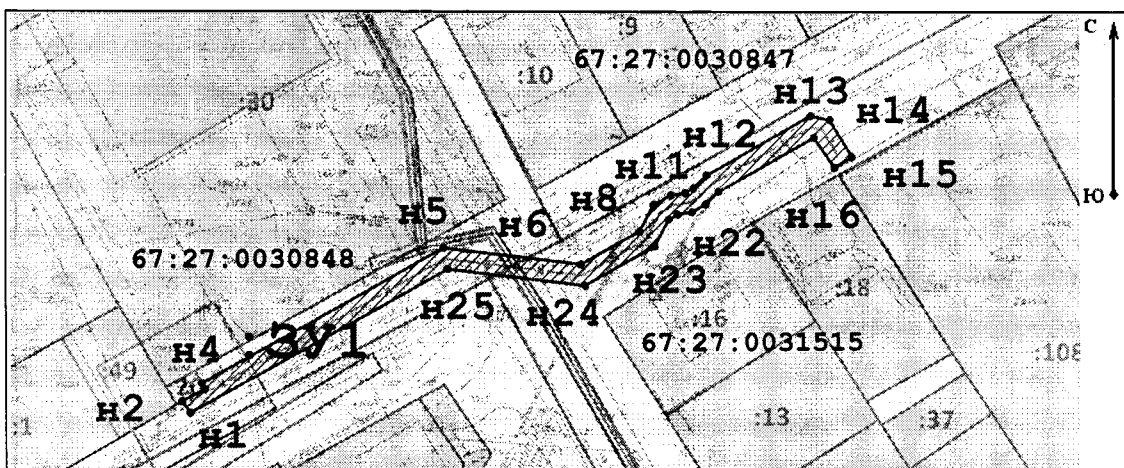 :9
С
67:27:0030847
:10
н13
:30
н14
н12
н11
н15
н8
Ю
н5
н6
н16
67:27:0030848
н22
н25
н23
:18
н24
:16
67:27:0031515
н4
ЗУ1
:108
:49
н2
:1
н1
:13
:37